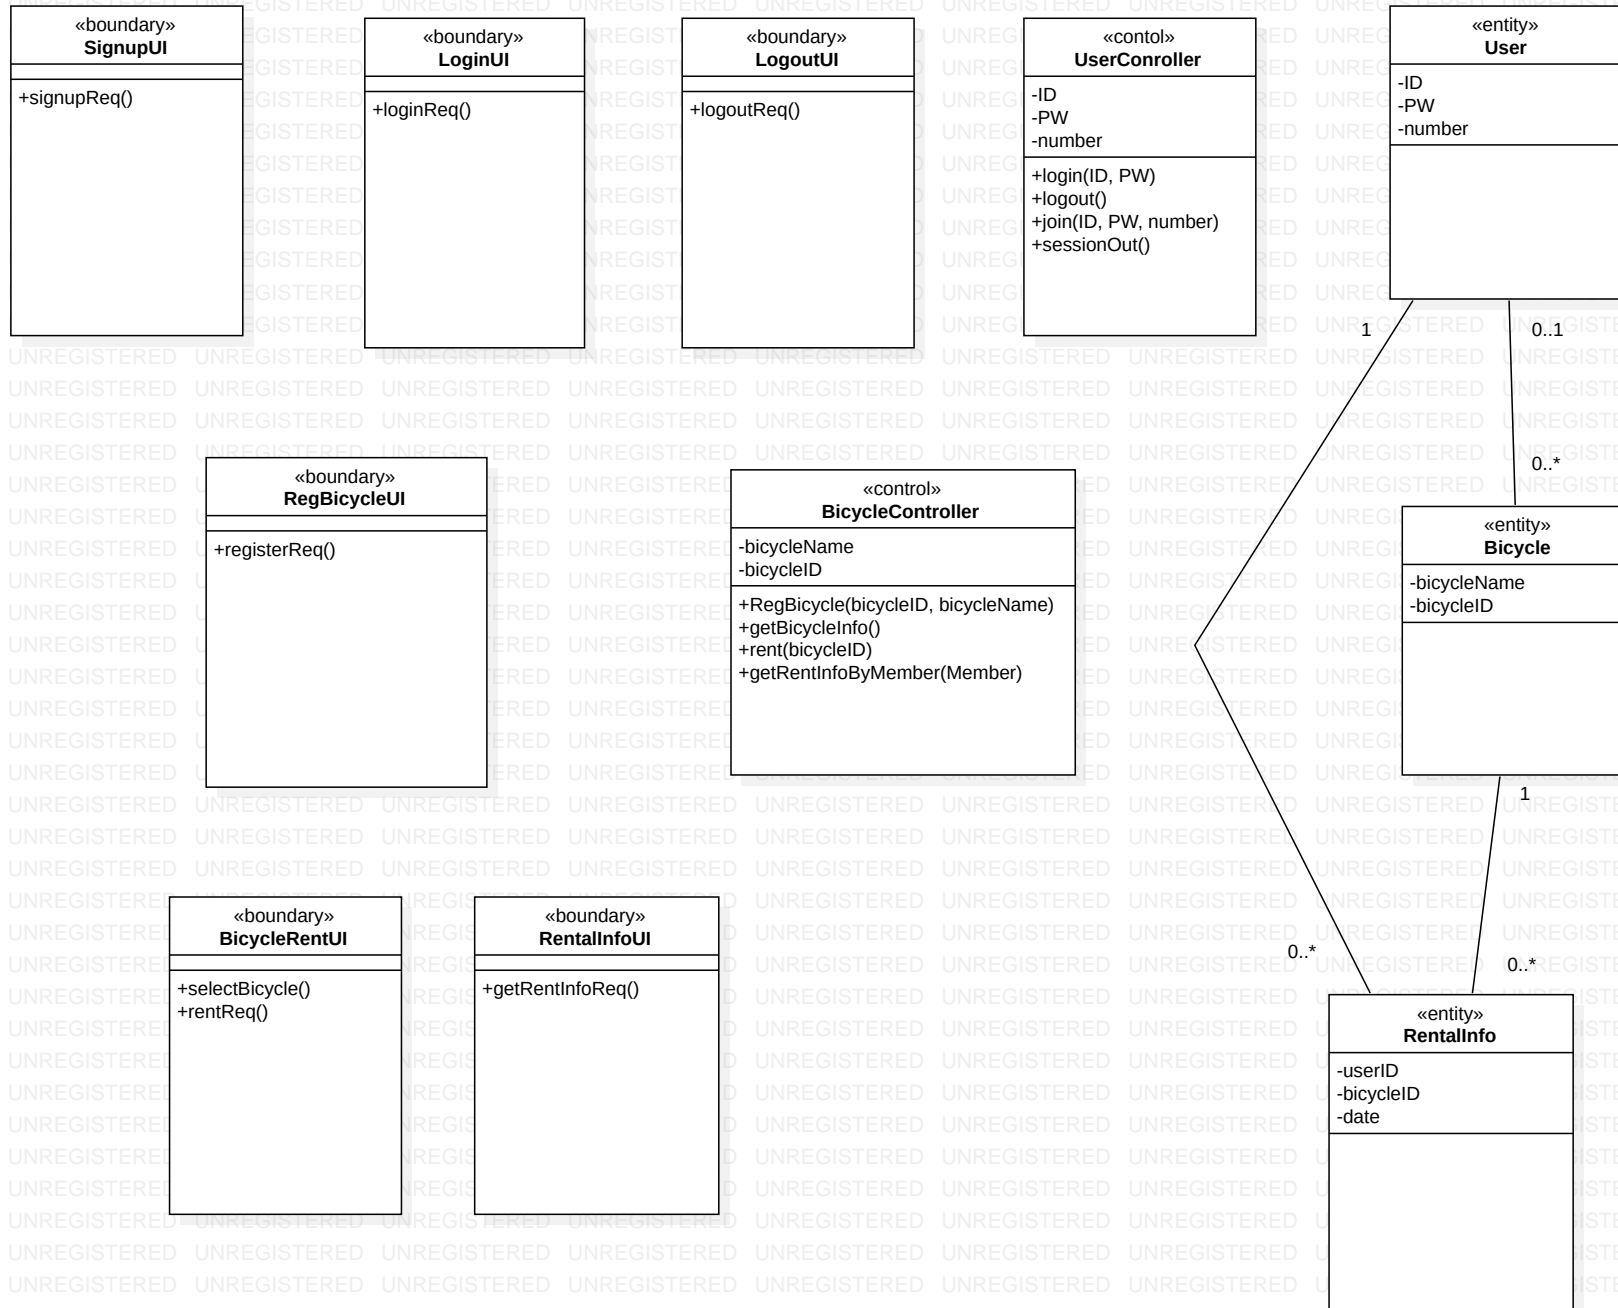 «boundary»
SignupUI
+signupReq()
«boundary»
LoginUI
+loginReq()
«boundary»
LogoutUI
+logoutReq()
«contol»
UserConroller
-ID
-PW
-number
+login(ID, PW)
+logout()
+join(ID, PW, number)
+sessionOut()
«entity»
User
-ID
-PW
-number
1
0..1
0..*
«boundary»
RegBicycleUI
+registerReq()
«control»
BicycleController
-bicycleName
-bicycleID
+RegBicycle(bicycleID, bicycleName)
+getBicycleInfo()
+rent(bicycleID)
+getRentInfoByMember(Member)
«entity»
Bicycle
-bicycleName
-bicycleID
1
0..*
0..*
«boundary»
BicycleRentUI
+selectBicycle()
+rentReq()
«boundary»
RentalInfoUI
+getRentInfoReq()
«entity»
RentalInfo
-userID
-bicycleID
-date
UNREGISTERED